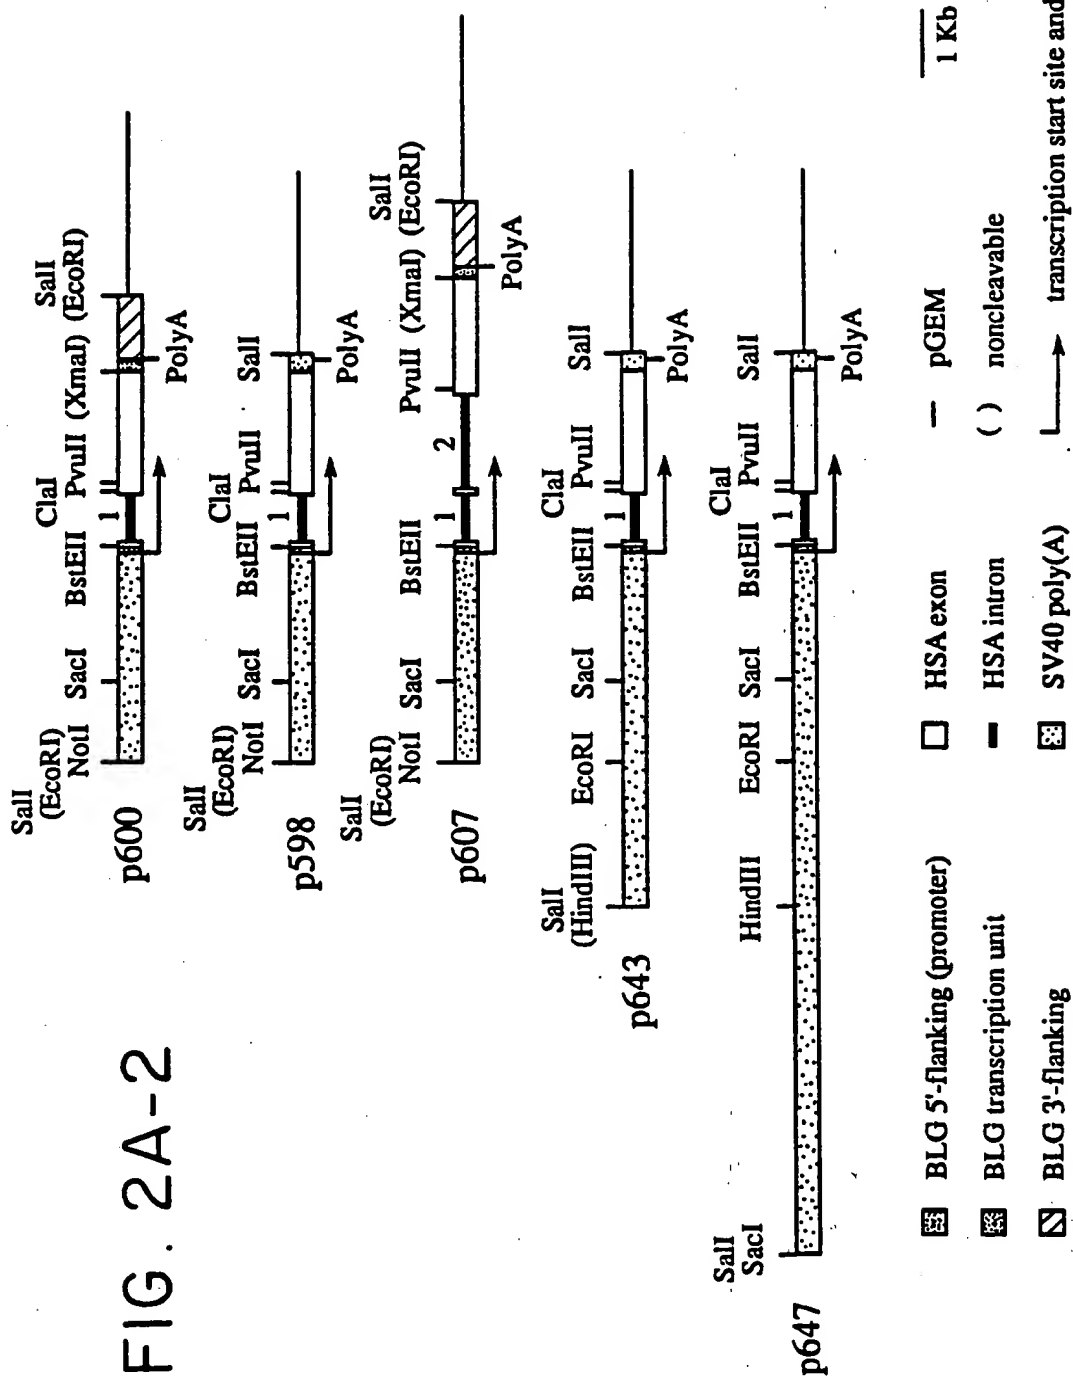 FIG. 2A-2
p600
SalI
(EcoRI)
NotI
SacI
BstEII
ClaI
1
PvuII
(XmaI)
SalI
(EcoRI)
PolyA
p598
SalI
(EcoRI)
NotI
SacI
BstEII
ClaI
1
PvuII
SalI
PolyA
p607
SalI
(EcoRI)
NotI
SacI
BstEII
1
2
PvuII
(XmaI)
SalI
(EcoRI)
PolyA
p643
SalI
(HindIII)
EcoRI
SacI
BstEII
ClaI
1
PvuII
SalI
PolyA
p647
SalI
SacI
HindIII
EcoRI
SacI
BstEII
ClaI
1
PvuII
SalI
PolyA
BLG 5'-flanking (promoter)
HSA exon
pGEM
1 Kb
BLG transcription unit
HSA intron
( ) noncleavable
BLG 3'-flanking
SV40 poly(A)
transcription start site and